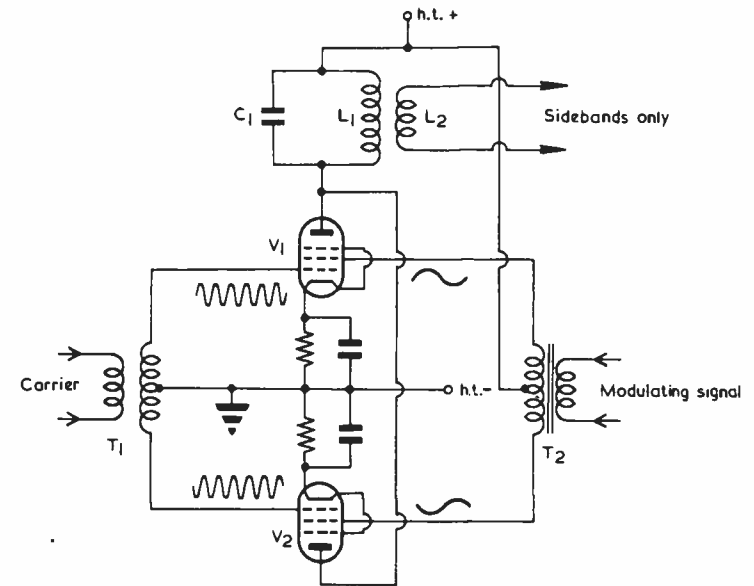 h.t. +
C1
L1
L2
Sidebands only
V1
Carrier
h.t.-
Modulating signal
T1
T2
V2